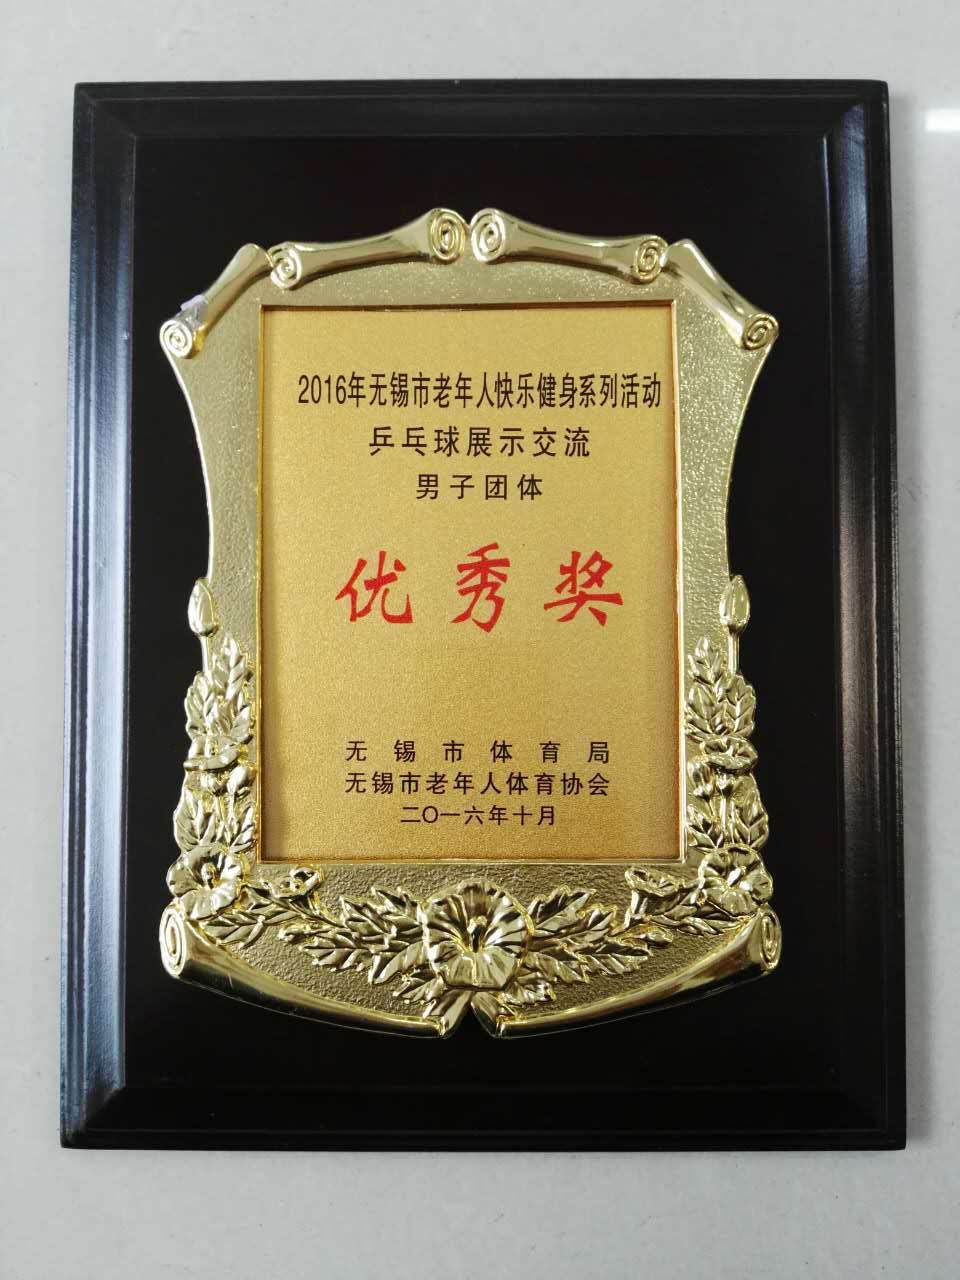 2016年无锡市老年人快乐健身系列活动
乒乓球展示交流
男子团体
优秀奖
无锡市体育局
无锡市老年人体育协会
二〇一六年十月